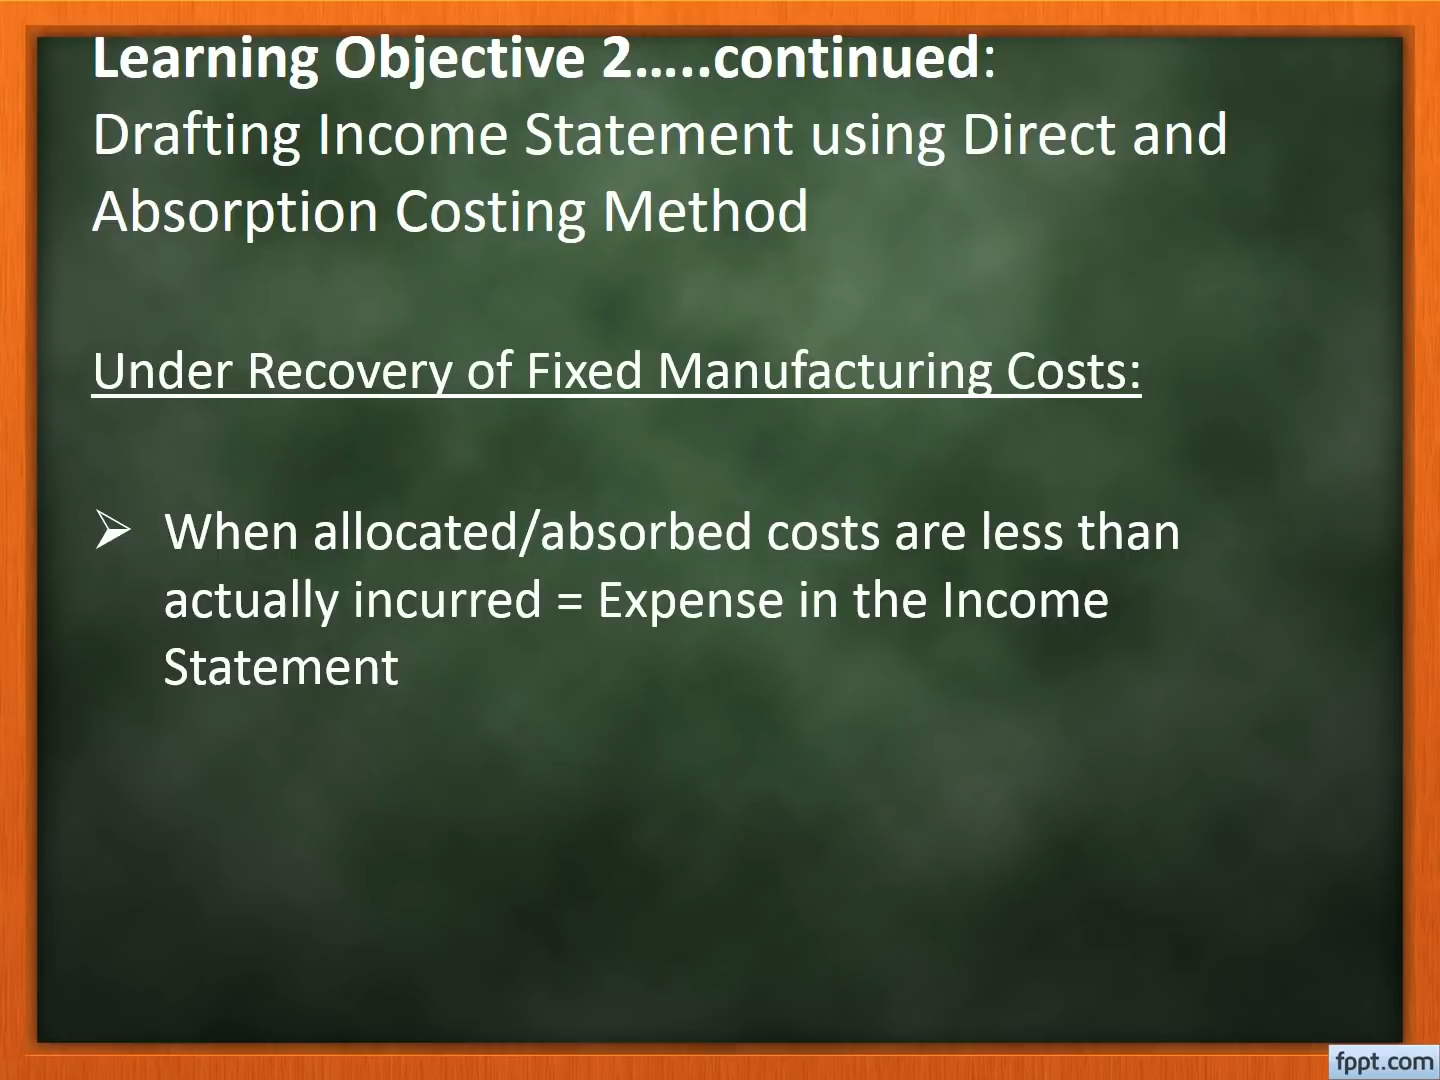 Learning Objective 2.....continued:
Drafting Income Statement using Direct and
Absorption Costing Method
Under Recovery of Fixed Manufacturing Costs:
➢ When allocated/absorbed costs are less than
actually incurred = Expense in the Income
Statement
fppt.com